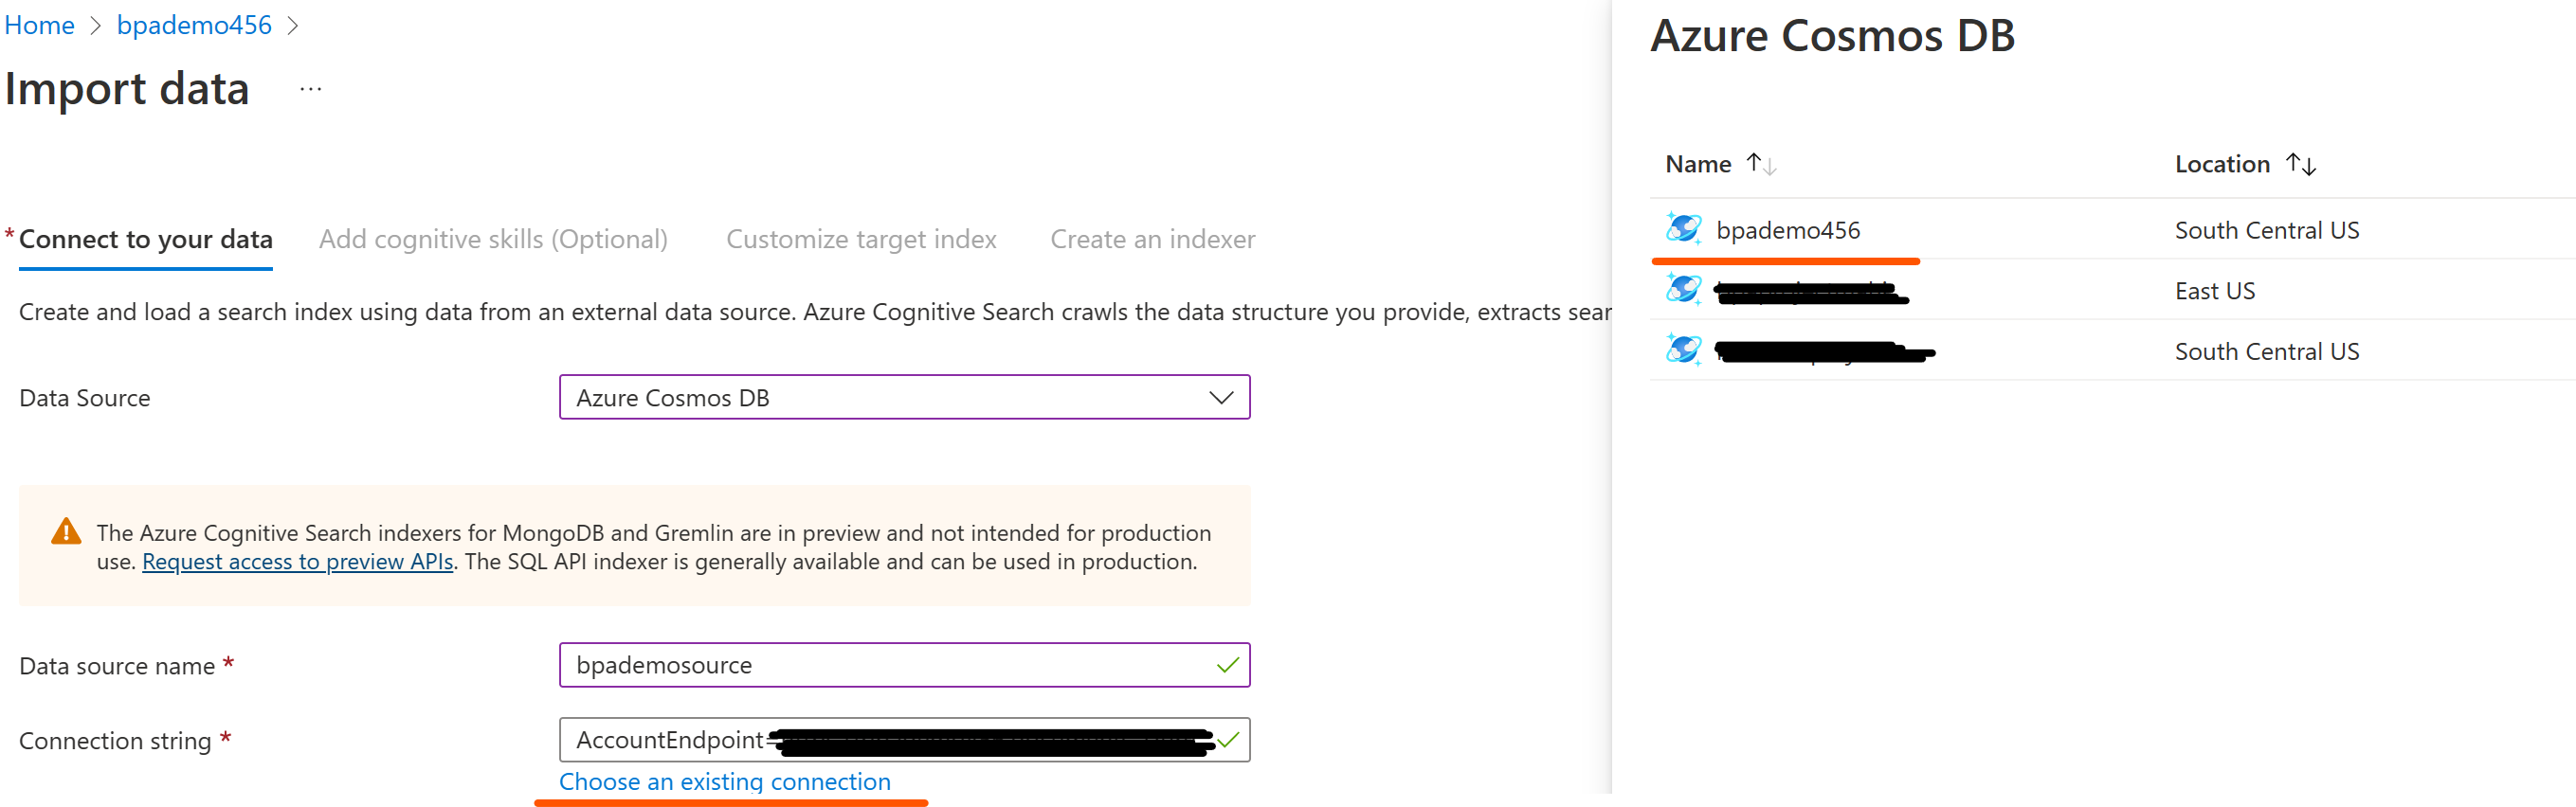 Home > bpademo456 >
Import data ...
* Connect to your data Add cognitive skills (Optional) Customize target index Create an indexer
Create and load a search index using data from an external data source. Azure Cognitive Search crawls the data structure you provide, extracts
Data Source
Azure Cosmos DB
The Azure Cognitive Search indexers for MongoDB and Gremlin are in preview and not intended for production
use. Request access to preview APIs. The SQL API indexer is generally available and can be used in production.
Data source name *
bpademosource
Connection string *
AccountEndpoint=
Choose an existing connection
Azure Cosmos DB
Name Location
bpademo456 South Central US
East US
South Central US